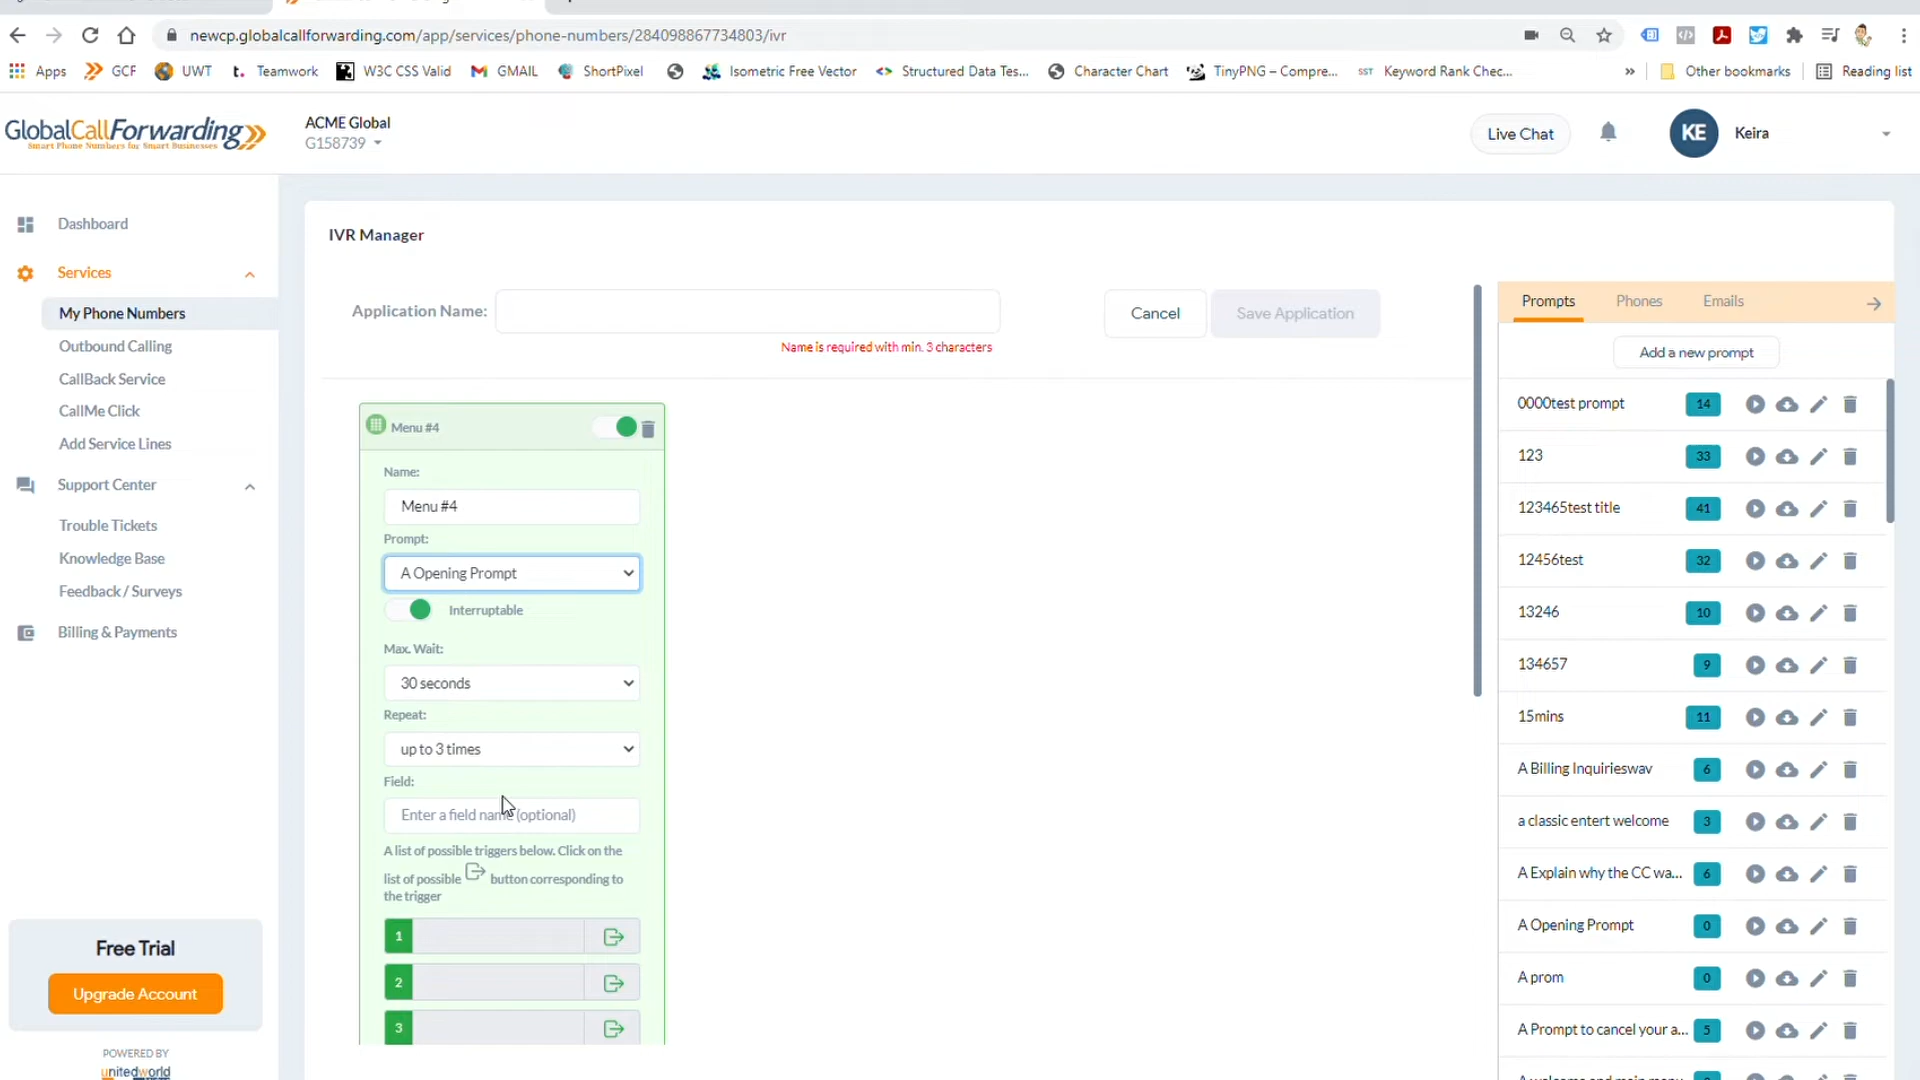 newcp.globalcallforwarding.com/app/services/phone-numbers/284098867734803/ivr
Apps
GCF
UWT
t. Teamwork
W3C CSS Valid
GMAIL
ShortPixel
Isometric Free Vector
<> Structured Data Tes...
Character Chart
TinyPNG – Compre...
SST Keyword Rank Chec...
»
Other bookmarks
Reading list
GlobalCallForwarding
Smart Phone Numbers for Smart Businesses
ACME Global
G158739
Live Chat
KE
Keira
Dashboard
Services
My Phone Numbers
Outbound Calling
CallBack Service
CallMe Click
Add Service Lines
Support Center
Trouble Tickets
Knowledge Base
Feedback / Surveys
Billing & Payments
Free Trial
Upgrade Account
POWERED BY
unitedworld
IVR Manager
Application Name:
Name is required with min. 3 characters
Cancel
Save Application
Menu #4
Name:
Menu #4
Prompt:
A Opening Prompt
Interruptable
Max. Wait:
30 seconds
Repeat:
up to 3 times
Field:
Enter a field name (optional)
A list of possible triggers below. Click on the
list of possible button corresponding to
the trigger
1
2
3
Prompts
Phones
Emails
Add a new prompt
0000test prompt 14
123 33
123465test title 41
12456test 32
13246 10
134657 9
15mins 11
A Billing Inquirieswav 6
a classic entert welcome 3
A Explain why the CC wa... 6
A Opening Prompt 0
A prom 0
A Prompt to cancel your a... 5